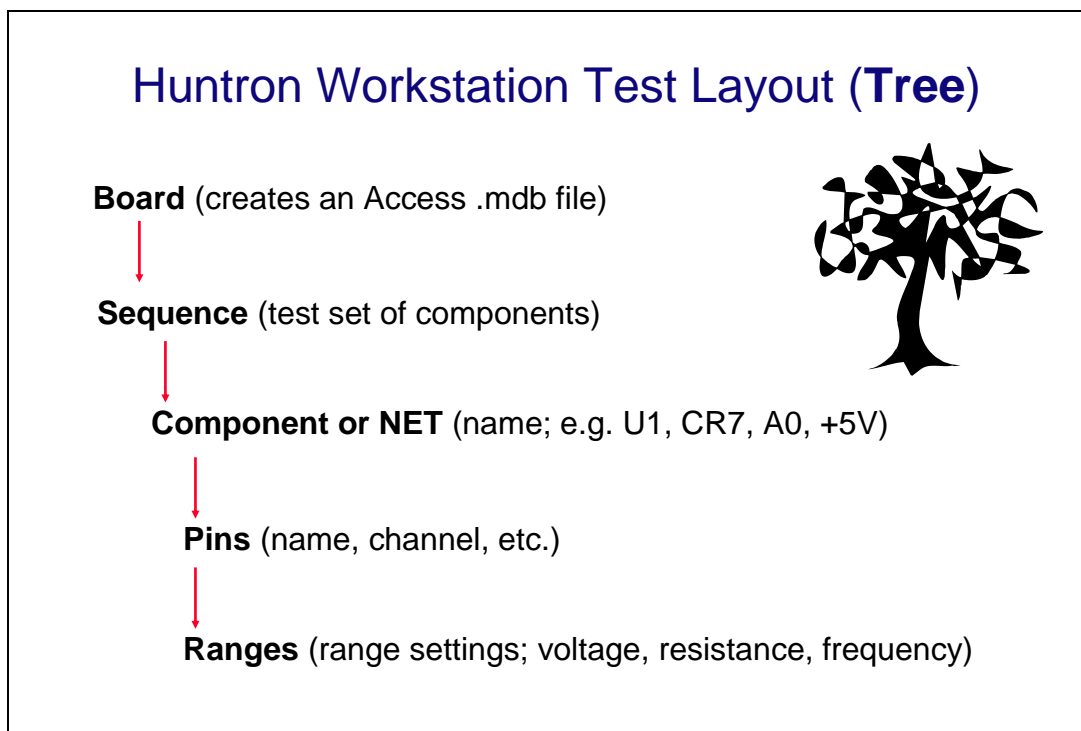 Huntron Workstation Test Layout (Tree)
Board (creates an Access .mdb file)
Sequence (test set of components)
Component or NET (name; e.g. U1, CR7, A0, +5V)
Pins (name, channel, etc.)
Ranges (range settings; voltage, resistance, frequency)